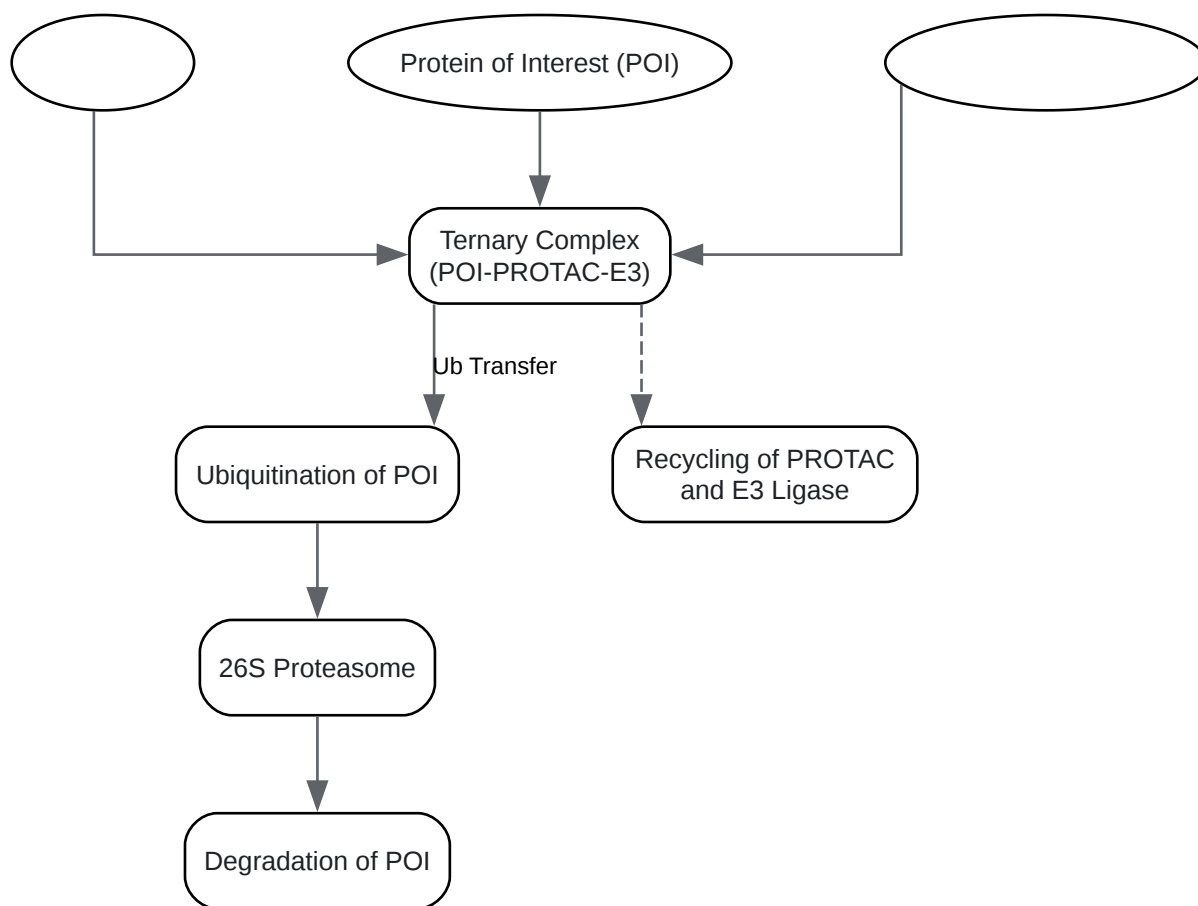 Protein of Interest (POI)
Ternary Complex
(POI-PROTAC-E3)
Ub Transfer
Ubiquitination of POI
Recycling of PROTAC
and E3 Ligase
26S Proteasome
Degradation of POI